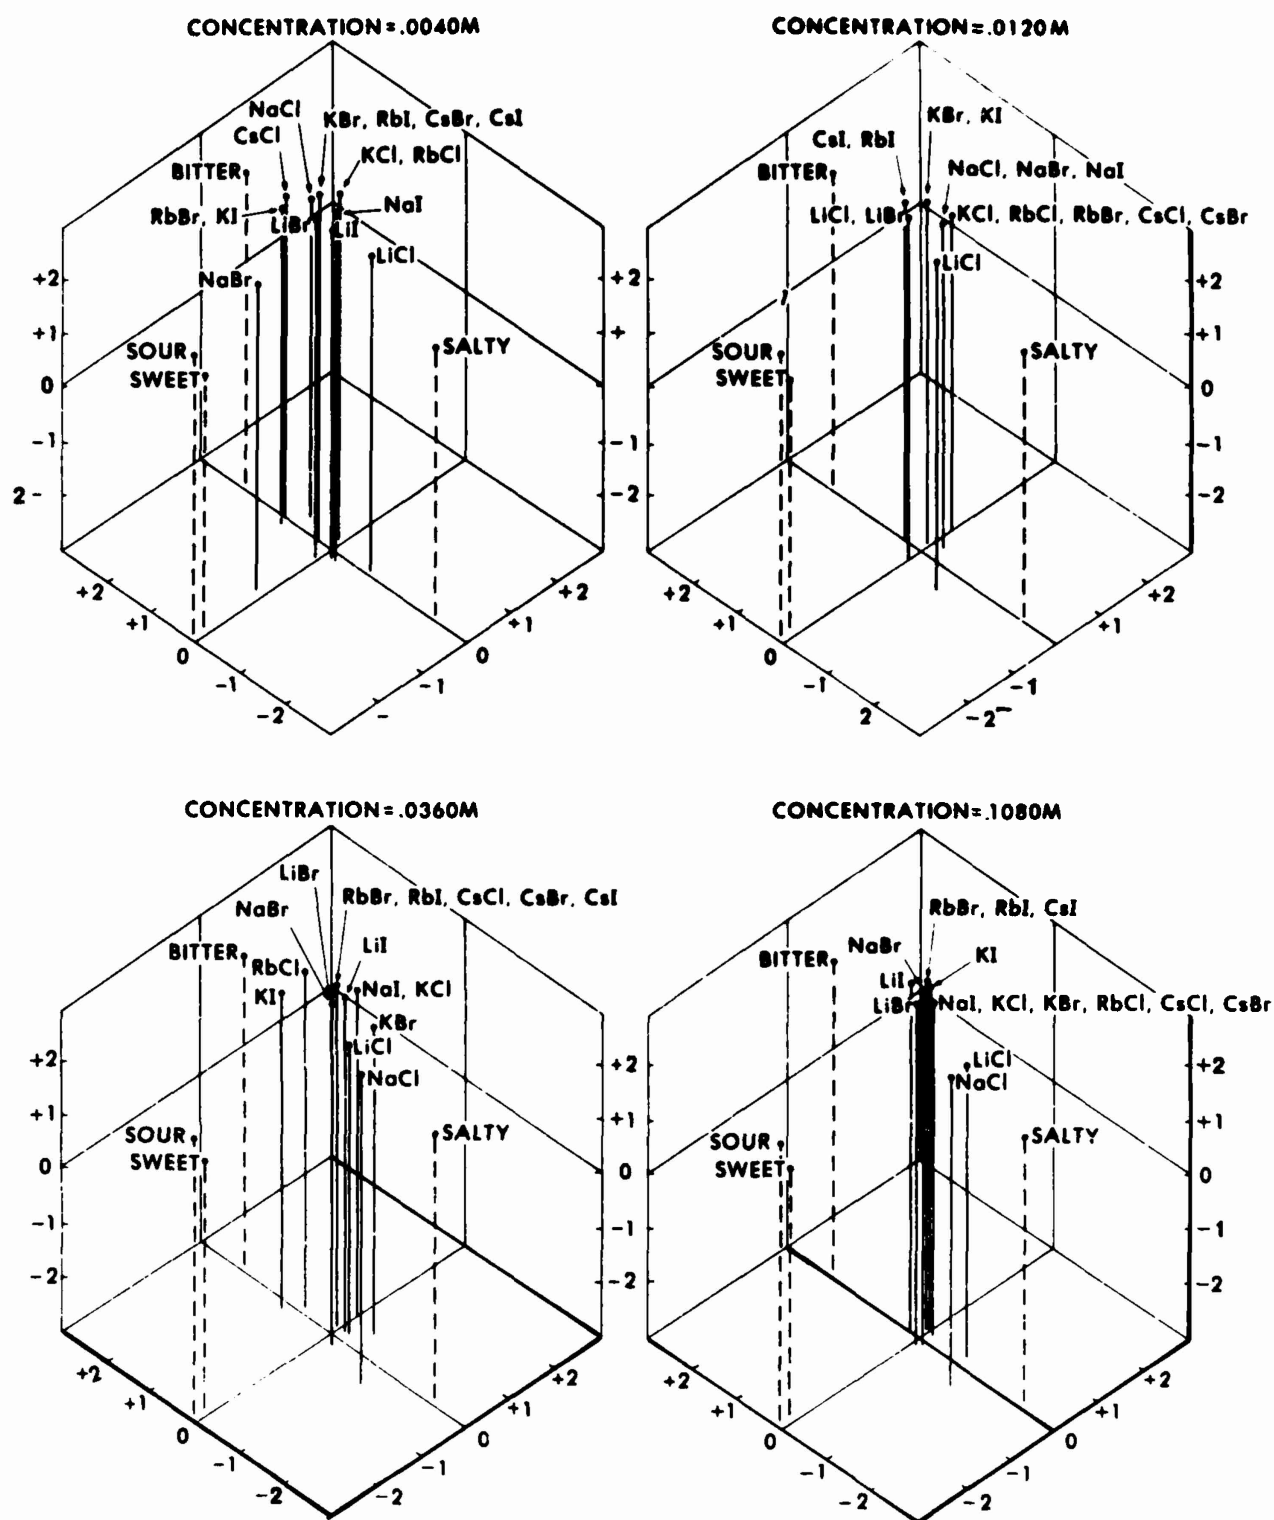 CONCENTRATION=.0040M
NaCl
KBr, RbI, CsBr, CsI
CsCl
KCl, RbCl
BITTER
RbBr, KI
NaI
LiBr
LiI
LiCl
NaBr
+2
+1
+
SOUR
SALTY
SWEET
0
-1
-1
2-
-2
+2
+2
+1
+1
0
0
-1
-1
-2
-
CONCENTRATION=.0120M
KBr, KI
CsI, RbI
NaCl, NaBr, NaI
BITTER
LiCl, LiBr
KCl, RbCl, RbBr, CsCl, CsBr
LiCl
+2
+1
SOUR
SALTY
SWEET
0
-1
-2
+2
+2
+1
+1
0
-1
-1
2
-2
CONCENTRATION=.0360M
LiBr
RbBr, RbI, CsCl, CsBr, CsI
NaBr
LiI
BITTER
RbCl
KI
NaI, KCl
KBr
LiCl
+2
+2
NaCl
+1
+1
SOUR
SALTY
SWEET
0
0
-1
-1
-2
-2
+2
+2
+1
+1
0
0
-1
-1
-2
-2
CONCENTRATION=.1080M
RbBr, RbI, CsI
NaBr
KI
BITTER
LiI
LiBr
NaI, KCl, KBr, RbCl, CsCl, CsBr
LiCl
+2
NaCl
+1
SOUR
SALTY
SWEET
0
-1
-2
+2
+2
+1
+1
0
0
-1
-1
-2
-2